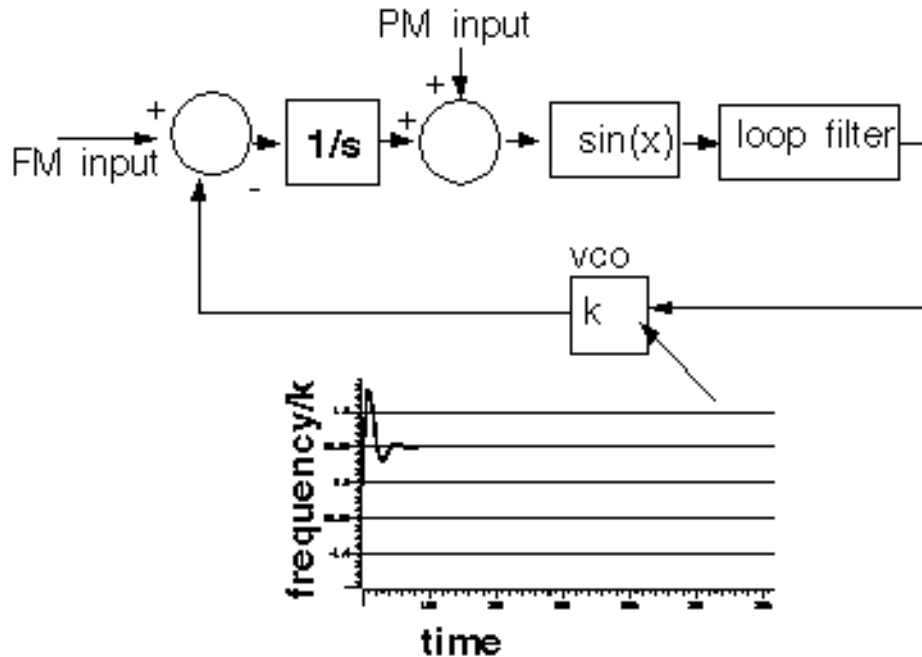 PM input
+
+ +
FM input
-
1/s
sin(x)
loop filter
vco
k
frequency/k
time